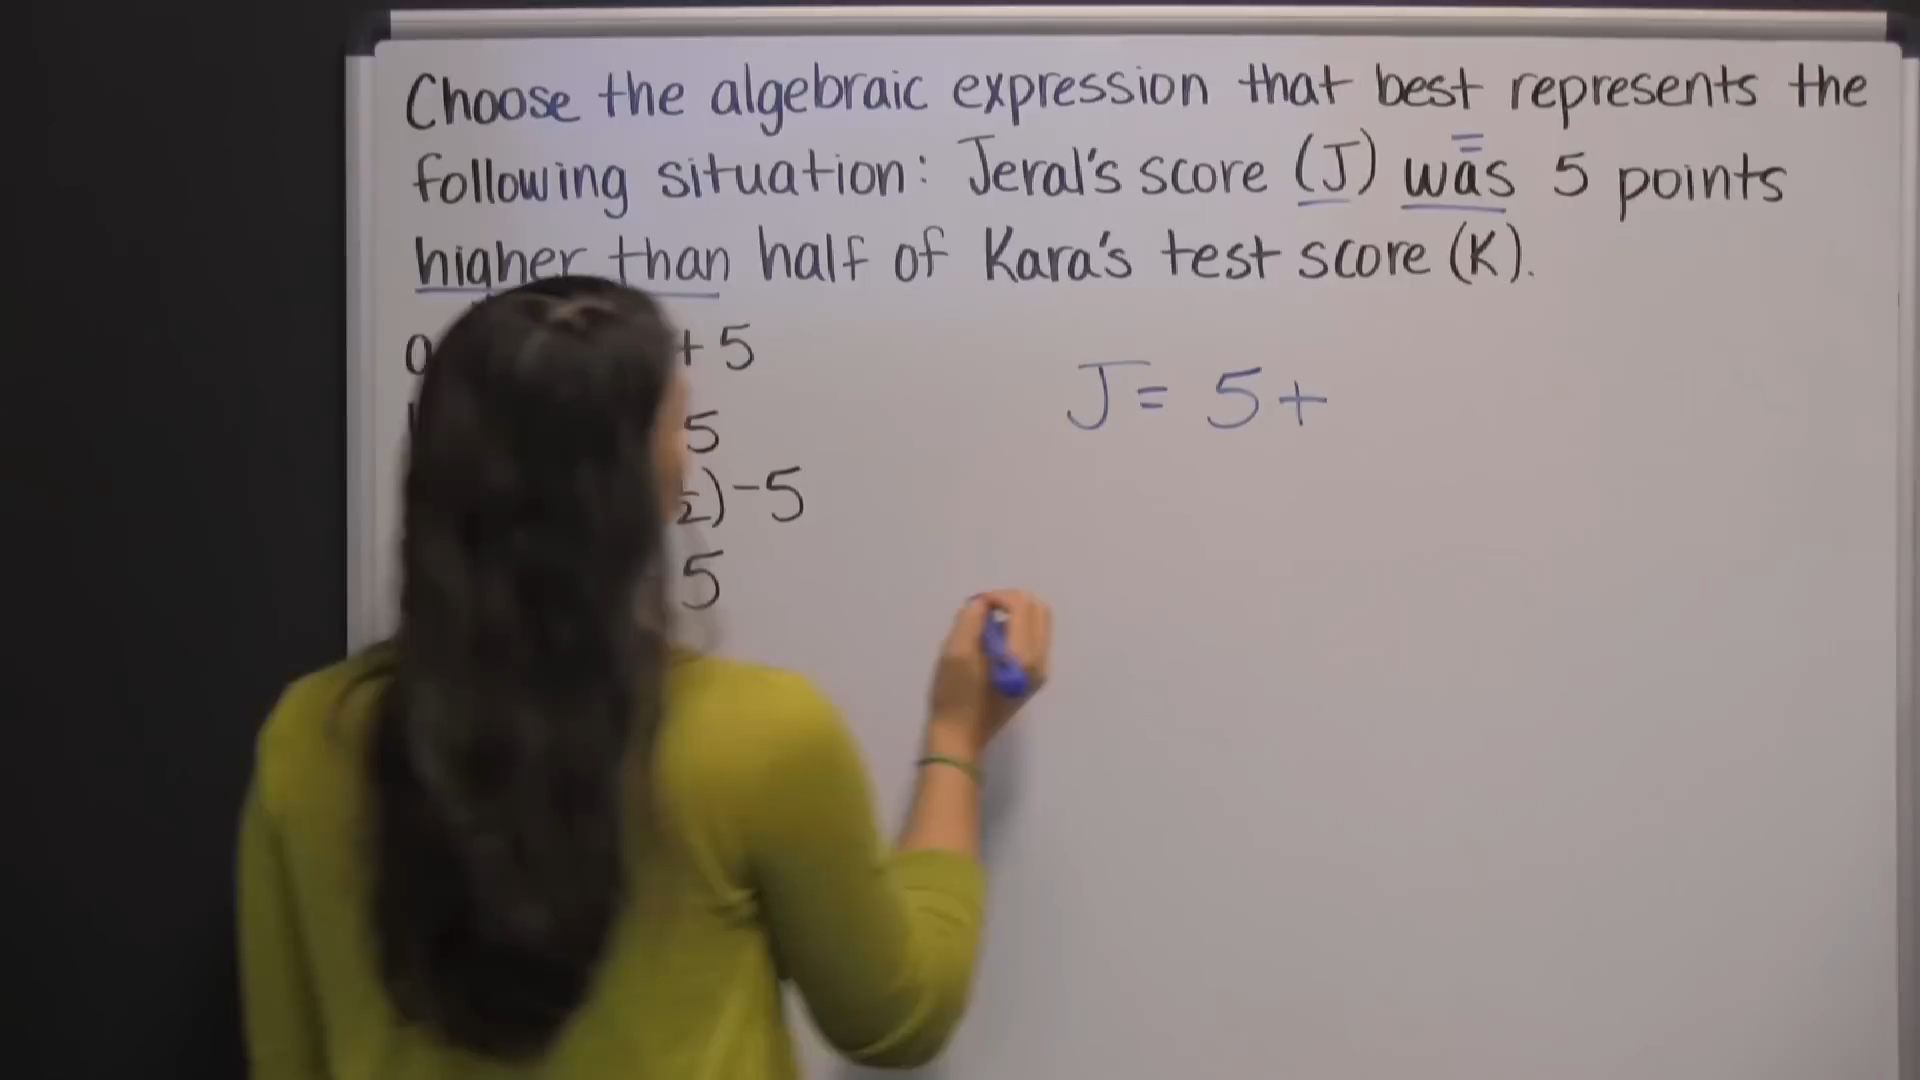 Choose the algebraic expression that best represents the
following situation: Jeral's score (J) was 5 points
higher than half of Kara's test score (K).
+ 5
J = 5 +
5
2) - 5
5